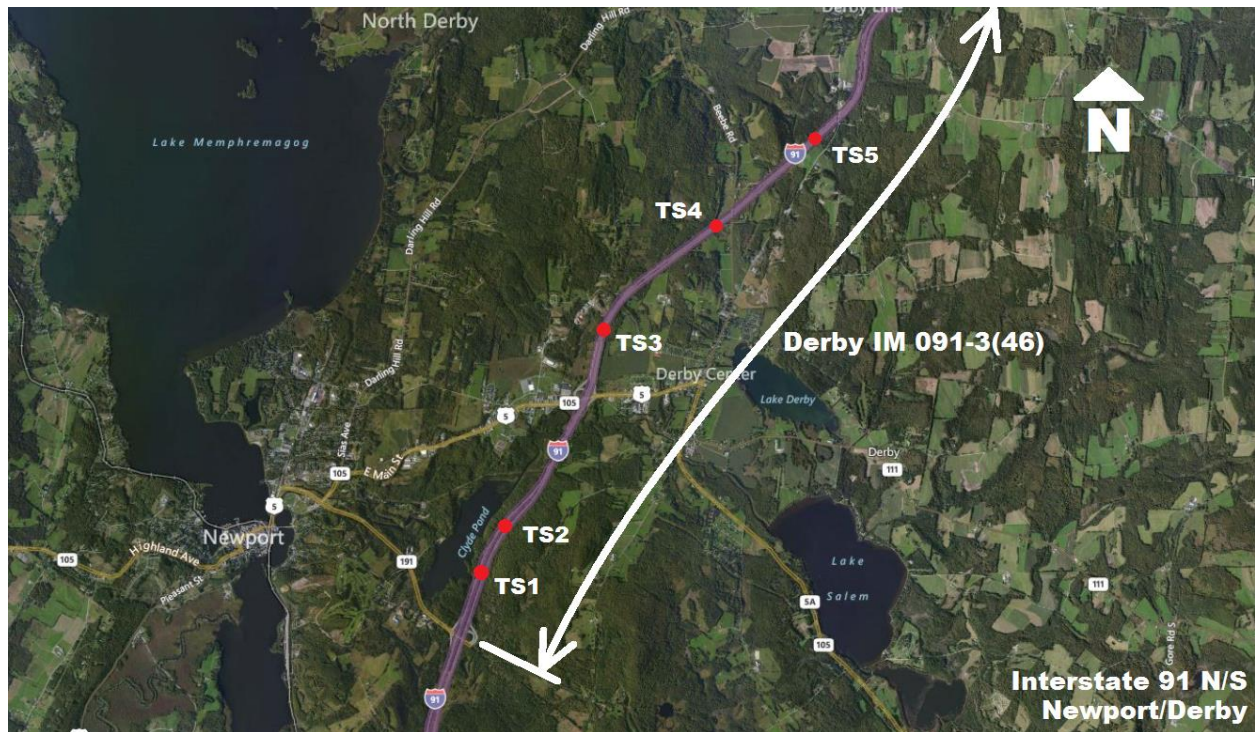 North Derby
Derby Line
Darling Hill Rd
Lake Memphremagog
Beebe Rd
N
91
TS5
TS4
Darling Hill Rd
TS3
Derby IM 091-3(46)
Derby Center
Darling Hill Rd
Lake Derby
5
105
5
Derby
111
Sias Ave
E Main St
91
105
5
Clyde Pond
TS2
Newport
105
Highland Ave
191
Pleasant St
TS1
Lake
Salem
111
5A
105
Gore Rd S
91
Interstate 91 N/S
Newport/Derby